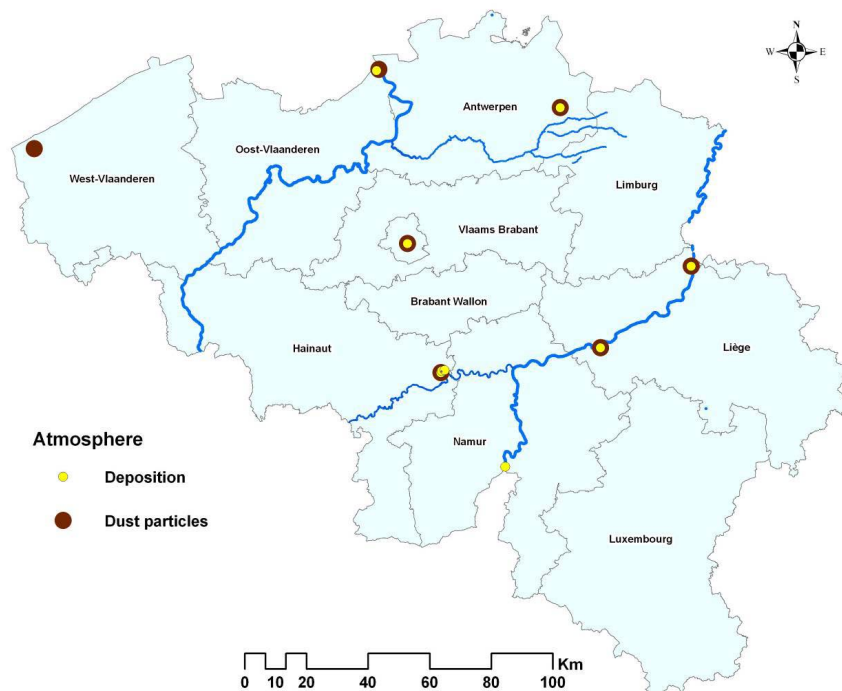 N
W E
S
Antwerpen
Oost-Vlaanderen
West-Vlaanderen
Limburg
Vlaams Brabant
Brabant Wallon
Hainaut
Liège
Namur
Luxembourg
Atmosphere
Deposition
Dust particles
Km
0 10 20 40 60 80 100